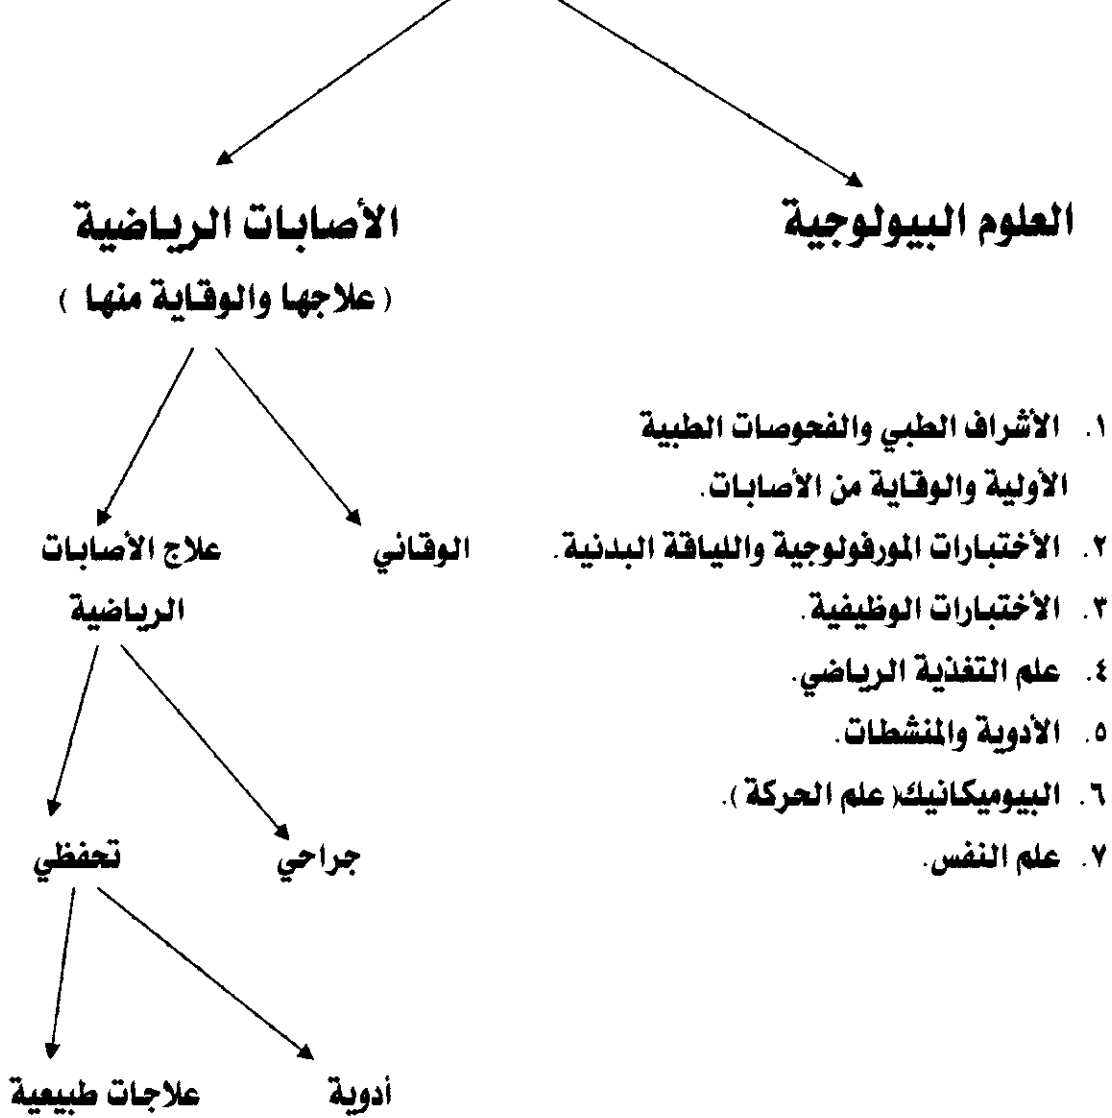 العلوم البيولوجية
١. الأشراف الطبي والفحوصات الطبية
الأولية والوقاية من الأصابات.
٢. الأختبارات المورفولوجية واللياقة البدنية.
٣. الأختبارات الوظيفية.
٤. علم التغذية الرياضي.
٥. الأدوية والمنشطات.
٦. البيوميكانيك( علم الحركة ).
٧. علم النفس.
الأصابات الرياضية
( علاجها والوقاية منها )
الوقائي
علاج الأصابات
الرياضية
جراحي
تحفظي
أدوية
علاجات طبيعية